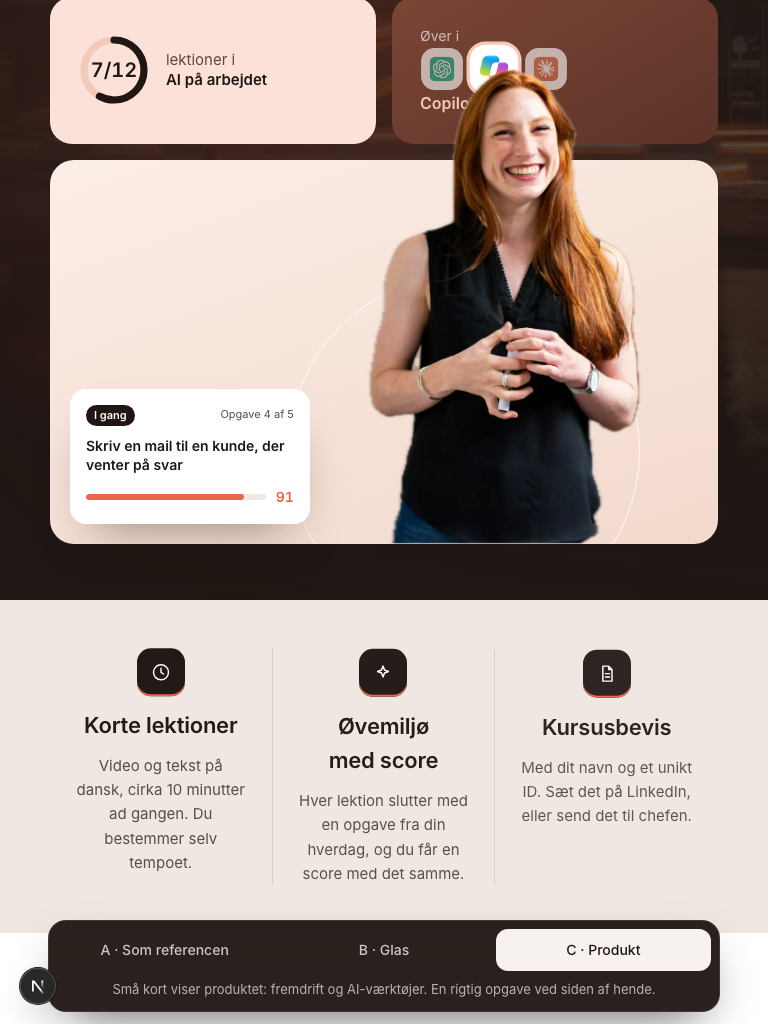 7/12
lektioner i
AI på arbejdet
Øver i
Copilo
I gang
Opgave 4 af 5
Skriv en mail til en kunde, der
venter på svar
91
Korte lektioner
Video og tekst på
dansk, cirka 10 minutter
ad gangen. Du
bestemmer selv
tempoet.
Øvemiljø
med score
Hver lektion slutter med
en opgave fra din
hverdag, og du får en
score med det samme.
Kursusbevis
Med dit navn og et unikt
ID. Sæt det på LinkedIn,
eller send det til chefen.
A · Som referencen
B · Glas
C · Produkt
N
Små kort viser produktet: fremdrift og AI-værktøjer. En rigtig opgave ved siden af hende.